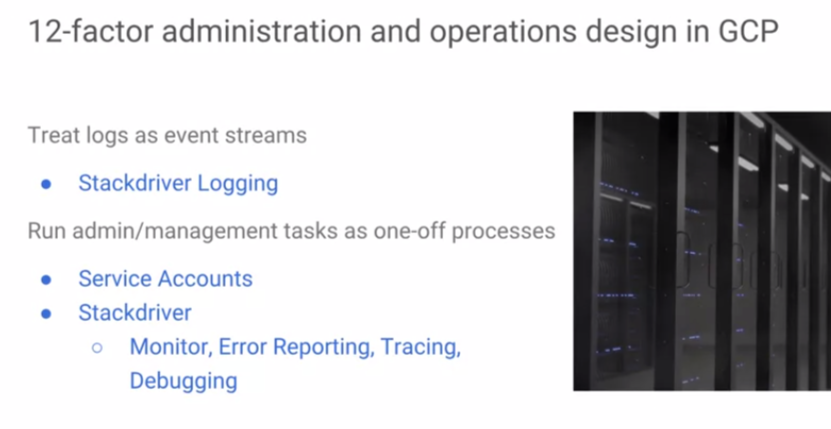 12-factor administration and operations design in GCP
Treat logs as event streams
● Stackdriver Logging
Run admin/management tasks as one-off processes
● Service Accounts
● Stackdriver
○ Monitor, Error Reporting, Tracing,
Debugging